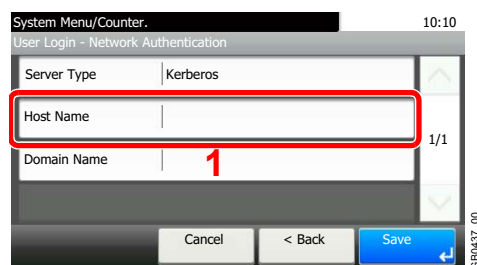 System Menu/Counter. 10:10
User Login - Network Authentication
Server Type Kerberos
Host Name
1/1
Domain Name
1
Cancel < Back Save
GB0437_00